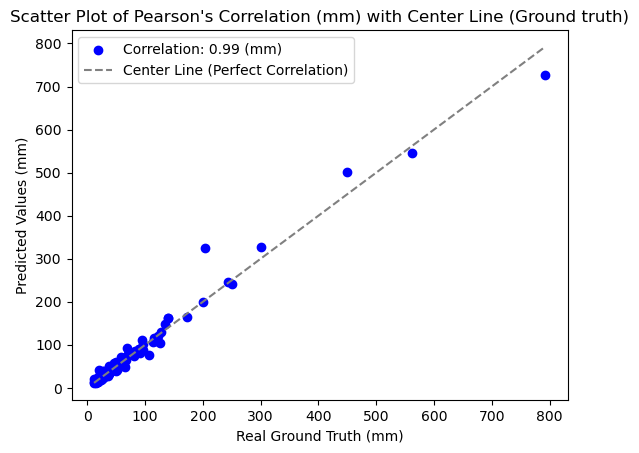 Scatter Plot of Pearson's Correlation (mm) with Center Line (Ground truth)
Correlation: 0.99 (mm)
Center Line (Perfect Correlation)
800
700
600
500
400
300
200
100
0
Predicted Values (mm)
0 100 200 300 400 500 600 700 800
Real Ground Truth (mm)